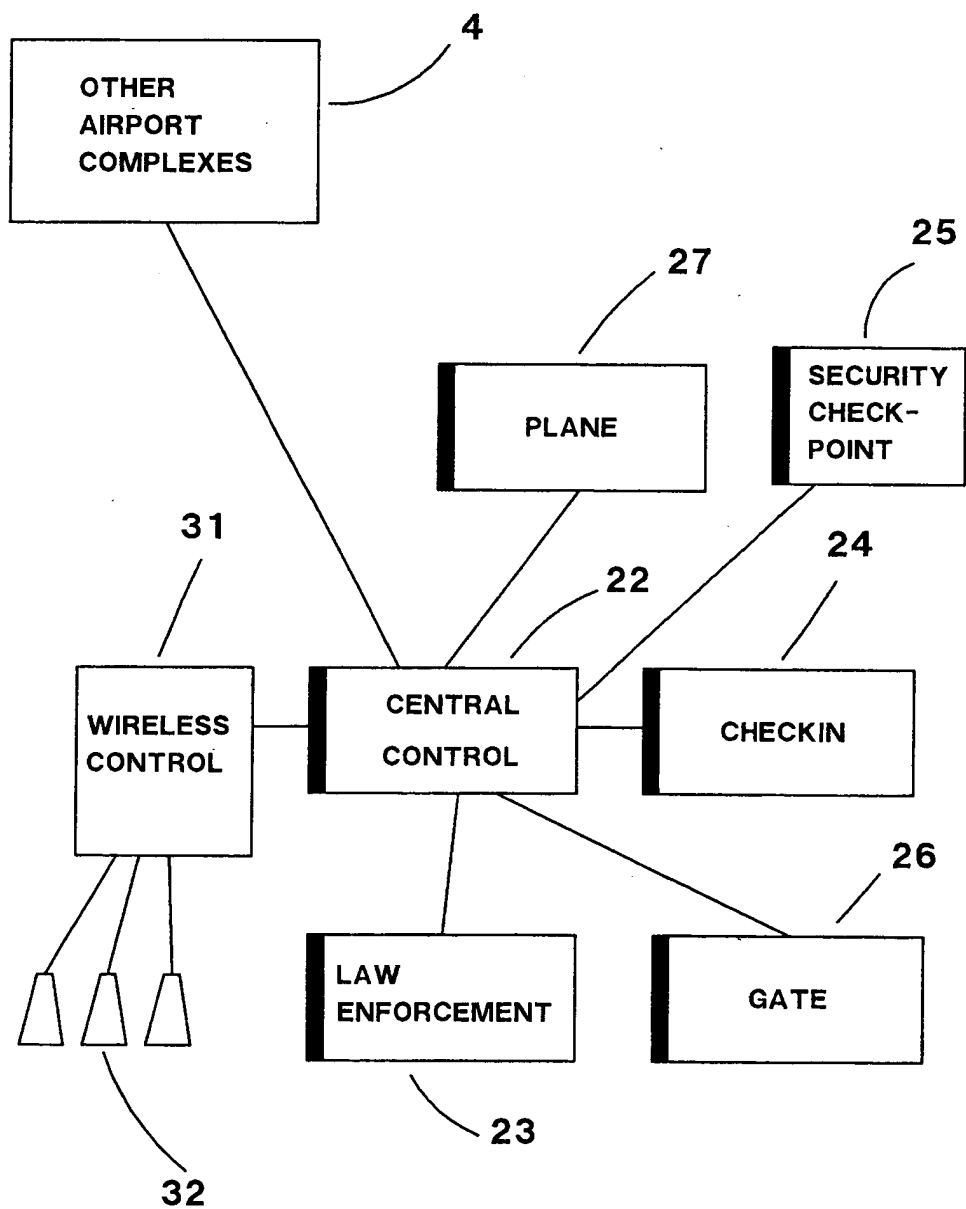 4
OTHER
AIRPORT
COMPLEXES
25
27
SECURITY
CHECK-
POINT
PLANE
31
24
22
WIRELESS
CONTROL
CENTRAL
CONTROL
CHECKIN
26
LAW
ENFORCEMENT
GATE
23
32